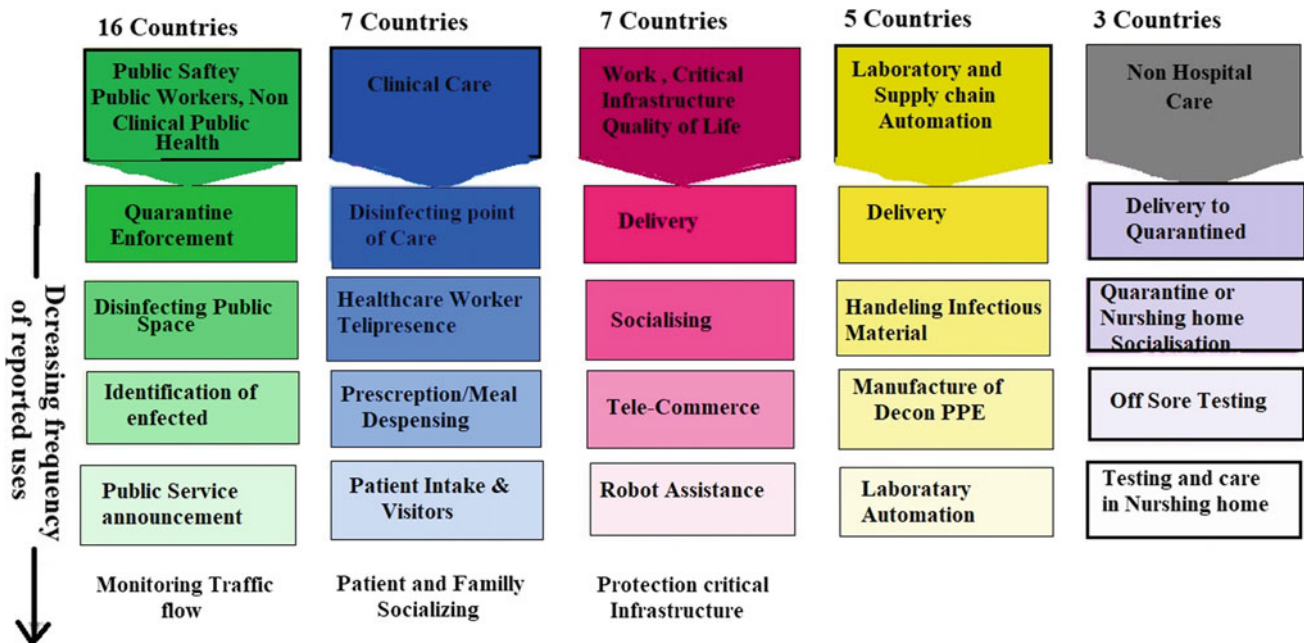 16 Countries
7 Countries
7 Countries
5 Countries
3 Countries
Public Saftey
Public Workers, Non
Clinical Public
Health
Clinical Care
Work , Critical
Infrastructure
Quality of Life
Laboratory and
Supply chain
Automation
Non Hospital
Care
Quarantine
Enforcement
Disinfecting point
of Care
Delivery
Delivery
Delivery to
Quarantined
Disinfecting Public
Space
Healthcare Worker
Telipresence
Socialising
Handeling Infectious
Material
Quarantine or
Nurshing home
Socialisation
Identification of
enfected
Prescreption/Meal
Despensing
Tele-Commerce
Manufacture of
Decon PPE
Off Sore Testing
Public Service
announcement
Patient Intake &
Visitors
Robot Assistance
Laboratary
Automation
Testing and care
in Nurshing home
Monitoring Traffic
flow
Patient and Familly
Socializing
Protection critical
Infrastructure
Dcreasing frequency
of reported uses